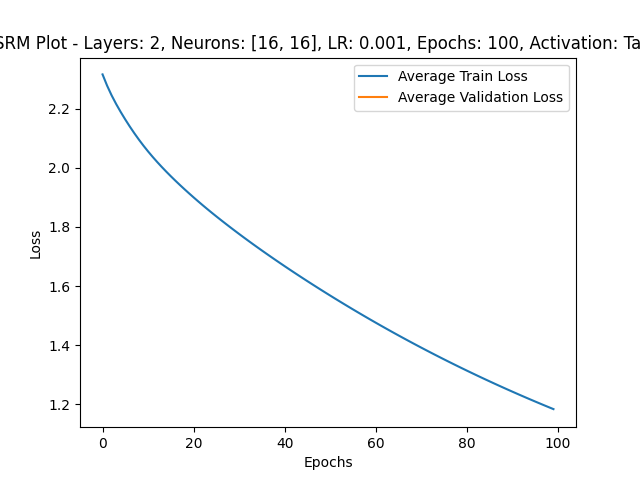 SRM Plot - Layers: 2, Neurons: [16, 16], LR: 0.001, Epochs: 100, Activation: Ta
Average Train Loss
Average Validation Loss
2.2
2.0
1.8
1.6
1.4
1.2
Loss
0 20 40 60 80 100
Epochs